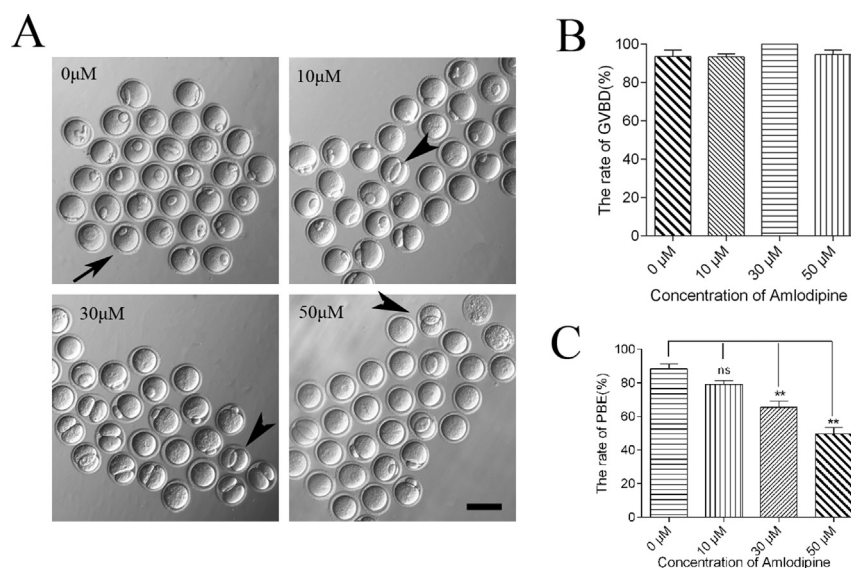 A
0μM
10μM
30μM
50μM
B
The rate of GVBD(%)
100
80
60
40
20
0
0 μM
10 μM
30 μM
50 μM
Concentration of Amlodipine
C
The rate of PBE(%)
100
80
60
40
20
0
ns
**
**
0 μM
10 μM
30 μM
50 μM
Concentration of Amlodipine